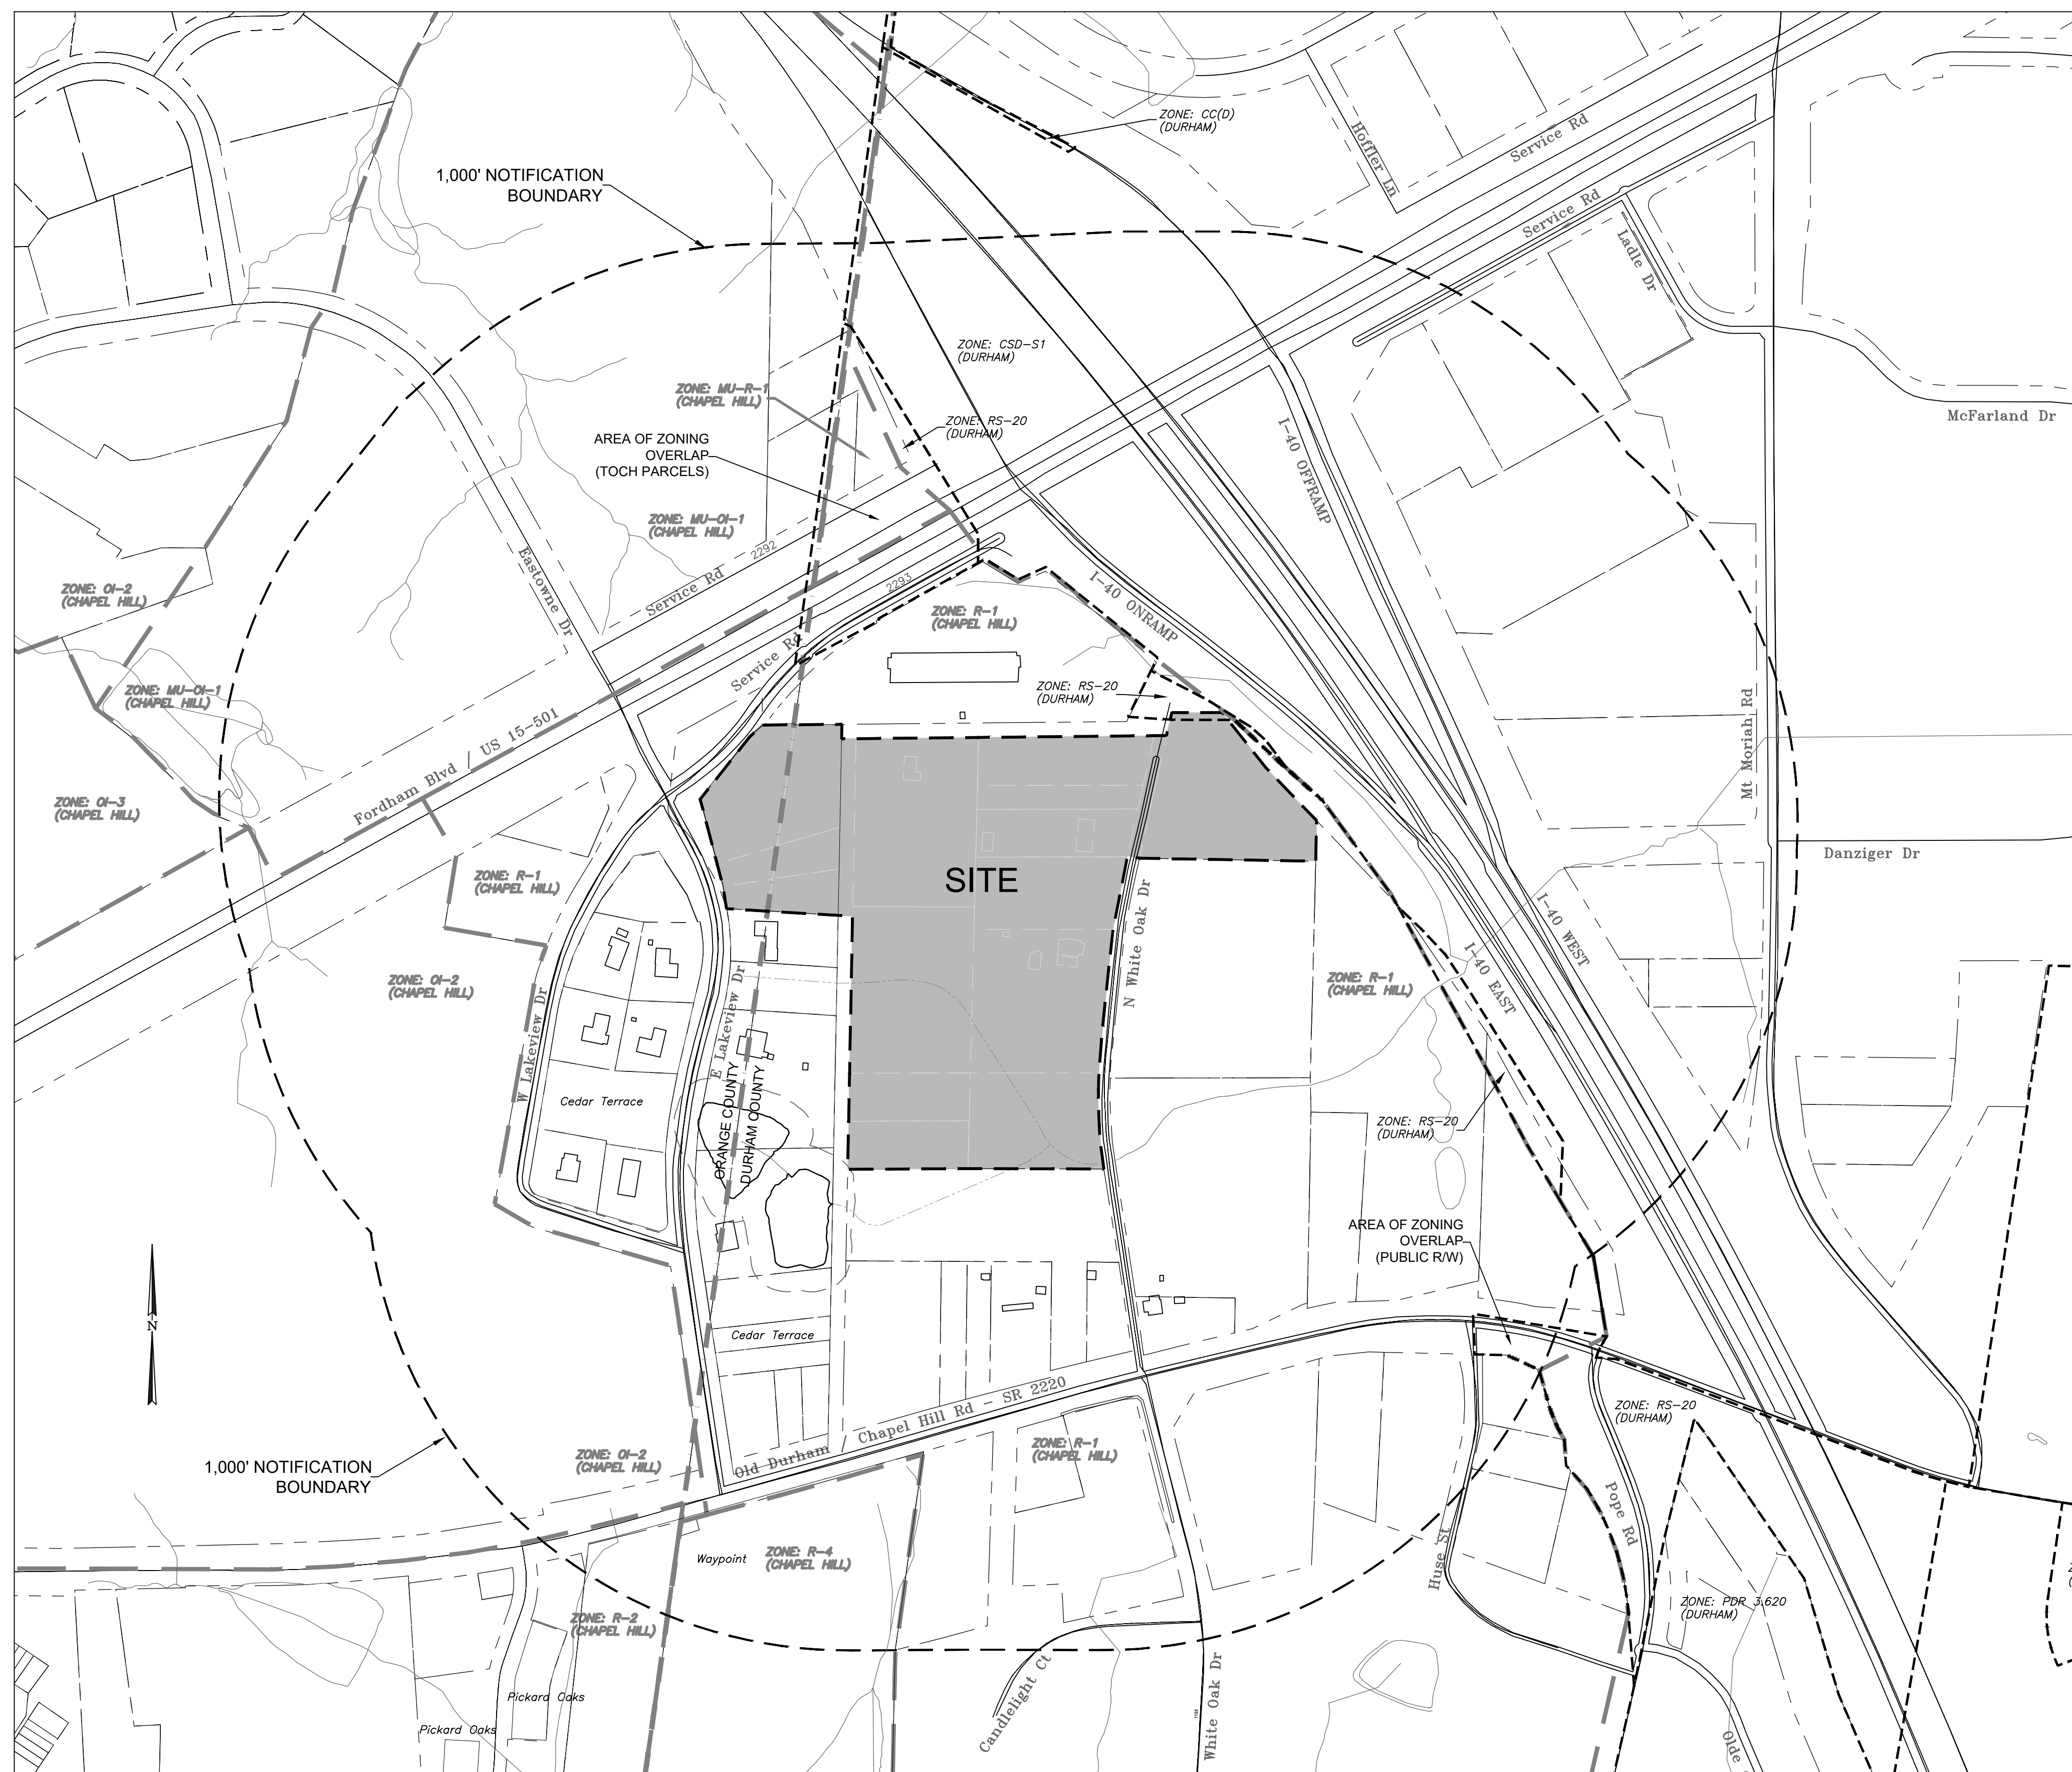 ZONE: CC(D)
(DURHAM)
Hoffler Ln
Service Rd
1,000' NOTIFICATION
BOUNDARY
Service Rd
Ladle Dr
ZONE: CSD-S1
(DURHAM)
ZONE: MU-R-1
(CHAPEL HILL)
McFarland Dr
ZONE: RS-20
(DURHAM)
AREA OF ZONING
OVERLAP
(TOCH PARCELS)
I-40 OFFRAMP
ZONE: MU-OI-1
(CHAPEL HILL)
2292
Eastowne Dr
Service Rd
2293
ZONE: OI-2
(CHAPEL HILL)
I-40 ONRAMP
ZONE: R-1
(CHAPEL HILL)
Service Rd
ZONE: MU-OI-1
(CHAPEL HILL)
ZONE: RS-20
(DURHAM)
Mt Moriah Rd
Fordham Blvd / US 15-501
ZONE: OI-3
(CHAPEL HILL)
Danziger Dr
SITE
ZONE: R-1
(CHAPEL HILL)
N White Oak Dr
I-40 WEST
I-40 EAST
ZONE: OI-2
(CHAPEL HILL)
ZONE: R-1
(CHAPEL HILL)
W Lakeview Dr
E Lakeview Dr
Cedar Terrace
ORANGE COUNTY
DURHAM COUNTY
ZONE: RS-20
(DURHAM)
AREA OF ZONING
OVERLAP
(PUBLIC R/W)
N
Cedar Terrace
Old Durham / Chapel Hill Rd - SR 2220
ZONE: RS-20
(DURHAM)
ZONE: OI-2
(CHAPEL HILL)
ZONE: R-1
(CHAPEL HILL)
1,000' NOTIFICATION
BOUNDARY
Pope Rd
Huse St
Waypoint
ZONE: R-4
(CHAPEL HILL)
ZONE: PDR 3.620
(DURHAM)
ZONE: R-2
(CHAPEL HILL)
Candlelight Ct
White Oak Dr
Pickard Oaks
Pickard Oaks
Olde